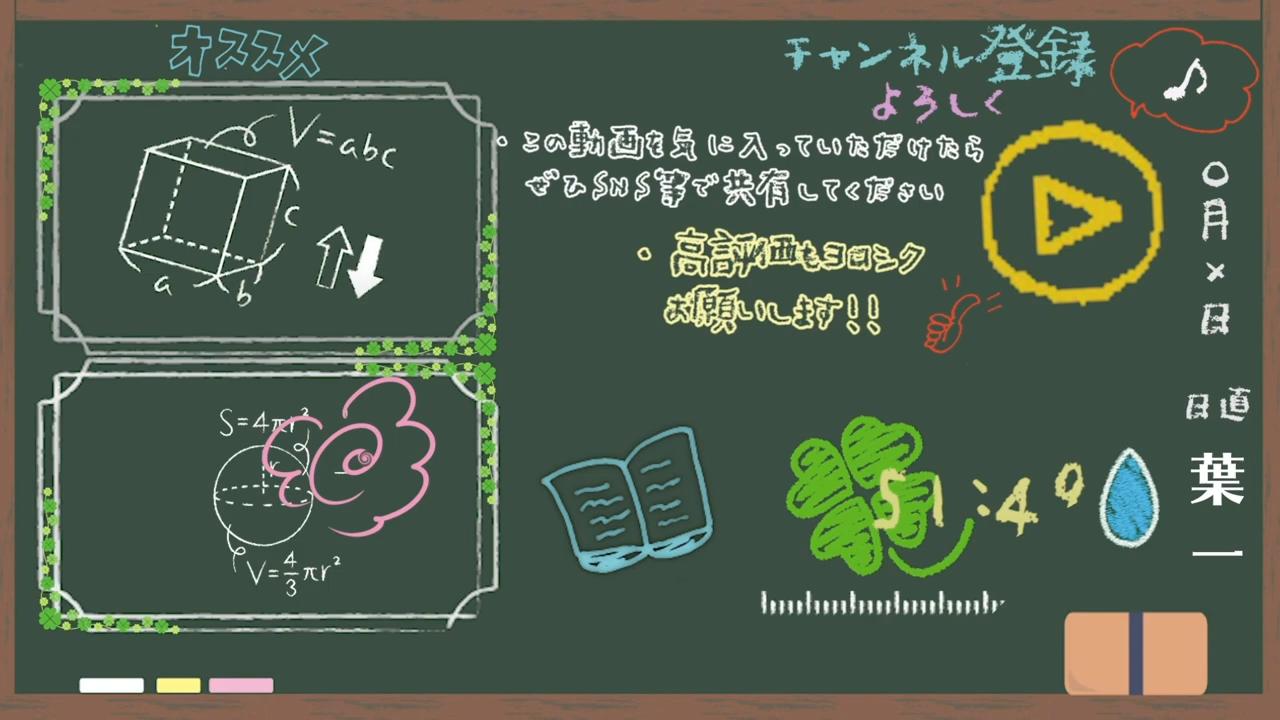 オススメ
V=abc
c
a
b
S=4πr²
r
V=4/3πr²
チャンネル登録
よろしく
・この動画を気に入っていただけたら
ぜひSNS等で共有してください
・高評価もヨロシク
お願いします!!
51:49
♪
〇月×日
日直
葉一